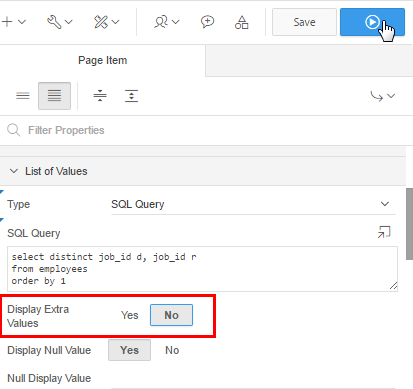 Save
Page Item
Filter Properties
List of Values
Type SQL Query
SQL Query
select distinct job_id d, job_id r
from employees
order by 1
Display Extra
Values
Yes No
Display Null Value Yes No
Null Display Value